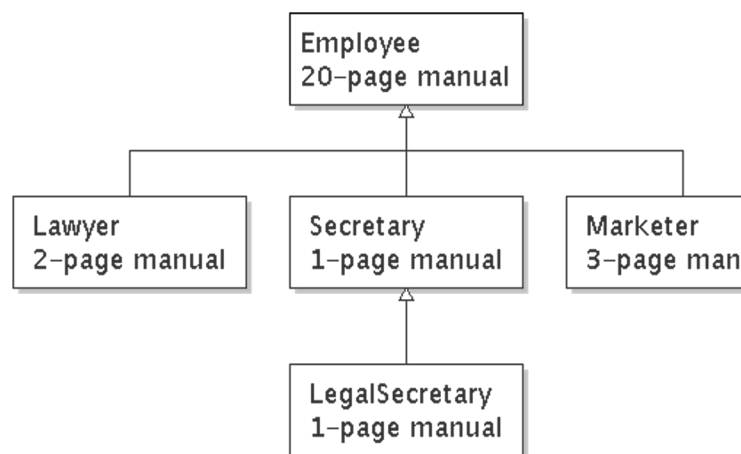 Employee
20-page manual
Lawyer
2-page manual
Secretary
1-page manual
Marketer
3-page man
LegalSecretary
1-page manual